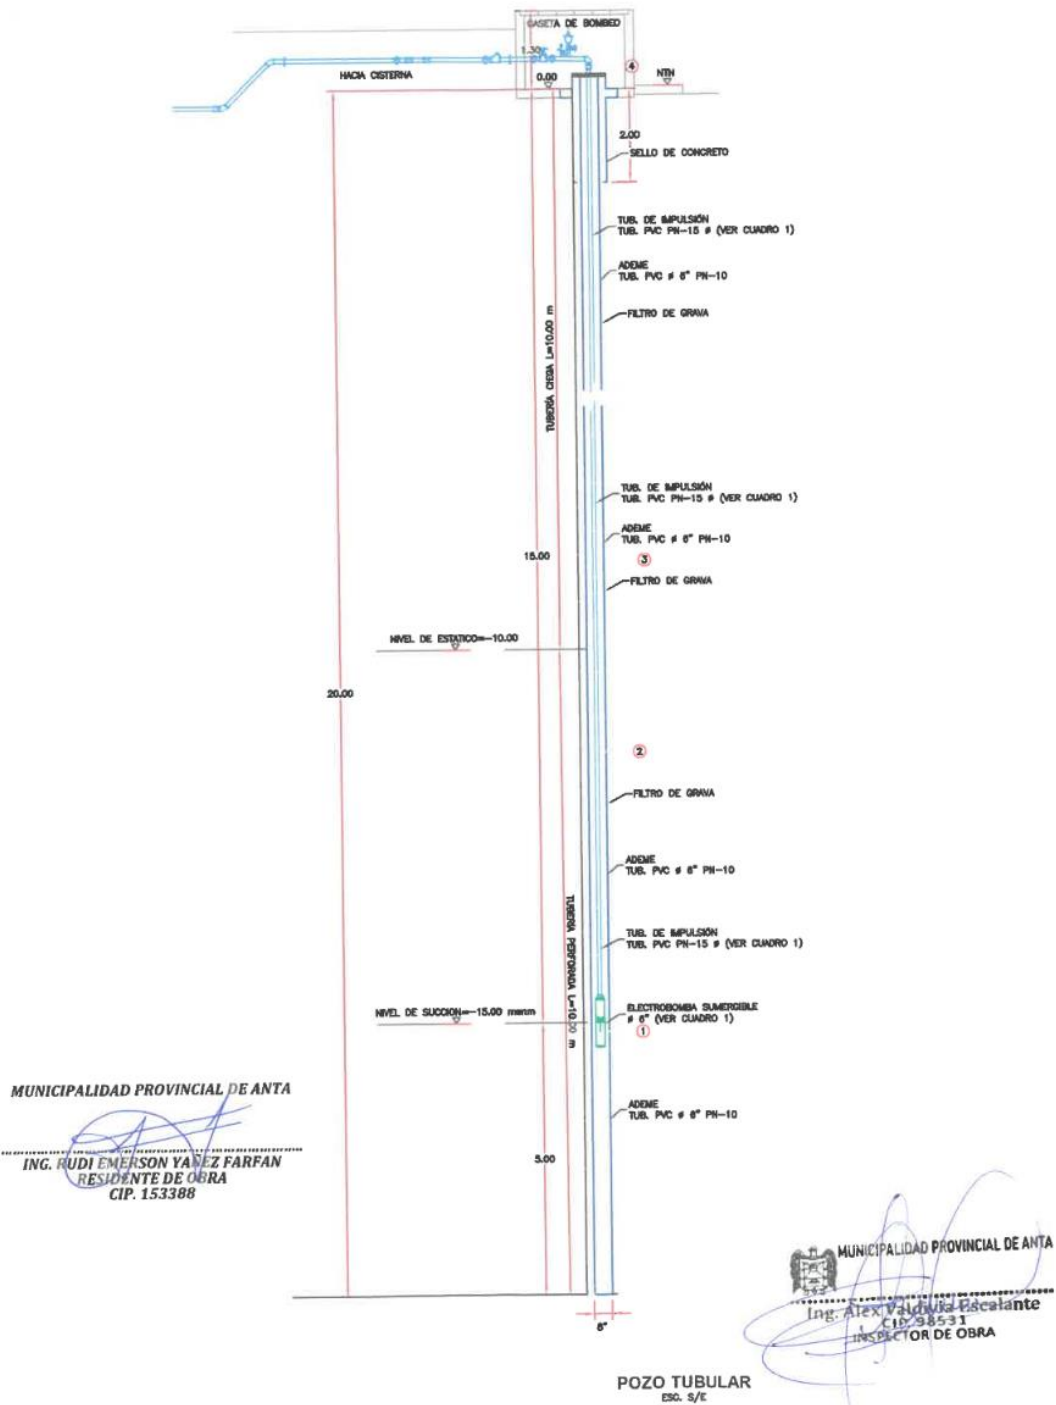 CASETA DE BOMBEO
1.30
HACIA CISTERNA
0.00
4
NTN
2.00
SELLO DE CONCRETO
TUB. DE IMPULSIÓN
TUB. PVC PN-15 ø (VER CUADRO 1)
ADEME
TUB. PVC ø 6" PN-10
FILTRO DE GRAVA
TUBERÍA CIEGA L=10.00 m
TUB. DE IMPULSIÓN
TUB. PVC PN-15 ø (VER CUADRO 1)
ADEME
TUB. PVC ø 6" PN-10
15.00
3
FILTRO DE GRAVA
NIVEL DE ESTATICO=-10.00
20.00
2
FILTRO DE GRAVA
ADEME
TUB. PVC ø 6" PN-10
TUBERÍA PERFORADA L=10.00 m
TUB. DE IMPULSIÓN
TUB. PVC PN-15 ø (VER CUADRO 1)
ELECTROBOMBA SUMERGIBLE
ø 6" (VER CUADRO 1)
NIVEL DE SUCCION=-15.00 msnm
1
ADEME
TUB. PVC ø 6" PN-10
MUNICIPALIDAD PROVINCIAL DE ANTA
ING. RUDI EMERSON YAÑEZ FARFAN
RESIDENTE DE OBRA
CIP. 153388
5.00
MUNICIPALIDAD PROVINCIAL DE ANTA
Ing. Alex Valdivia Escalante
CIP. 98531
INSPECTOR DE OBRA
6"
POZO TUBULAR
ESC. S/E